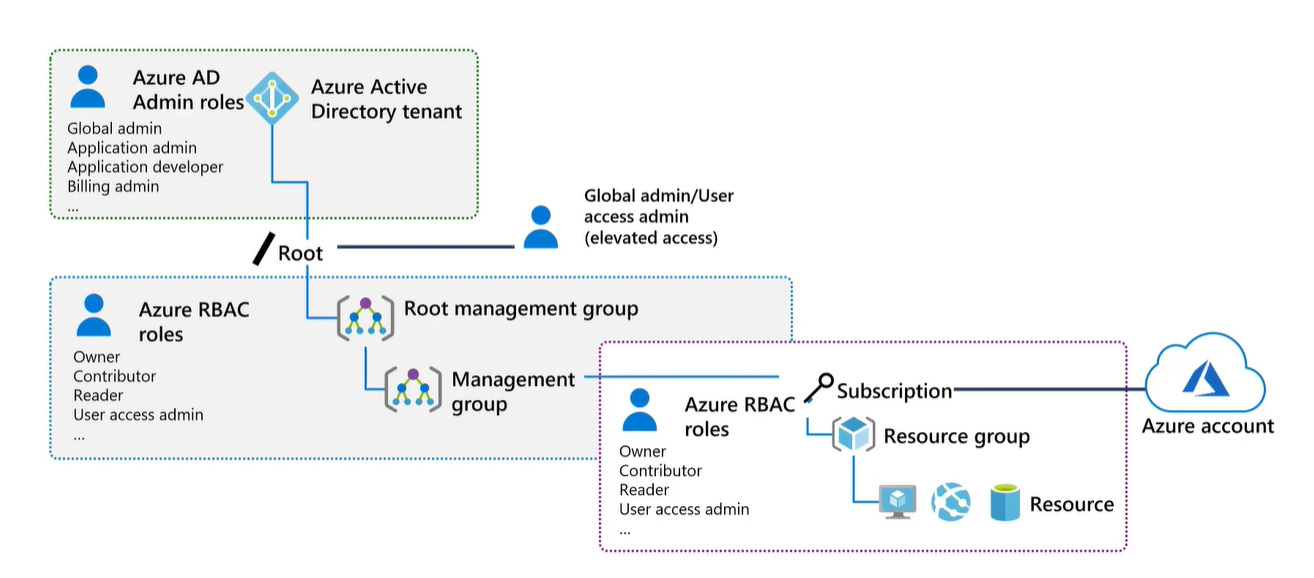 Azure AD
Admin roles
Azure Active
Directory tenant
Global admin
Application admin
Application developer
Billing admin
...
Global admin/User
access admin
(elevated access)
Root
Azure RBAC
roles
Owner
Contributor
Reader
User access admin
...
Root management group
Management
group
Azure RBAC
roles
Owner
Contributor
Reader
User access admin
...
Subscription
Resource group
Resource
Azure account